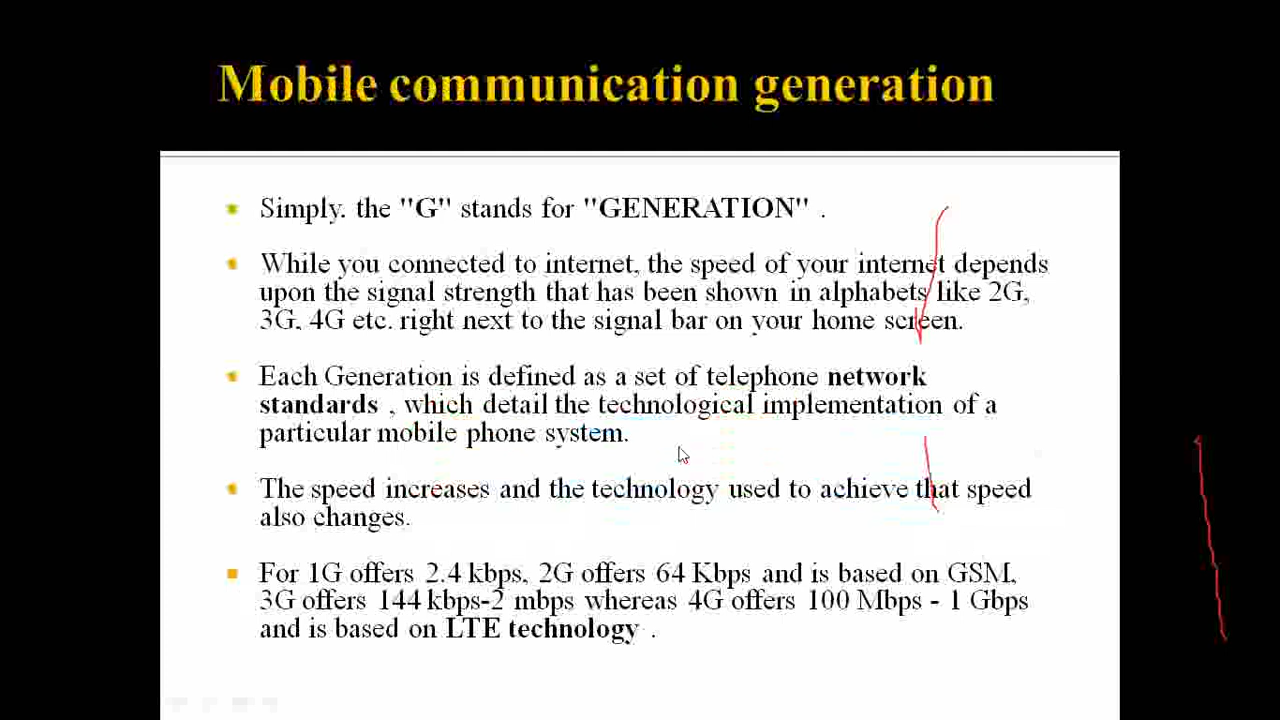 Mobile communication generation
Simply. the "G" stands for "GENERATION" .
While you connected to internet, the speed of your internet depends
upon the signal strength that has been shown in alphabets like 2G,
3G, 4G etc. right next to the signal bar on your home screen.
Each Generation is defined as a set of telephone network
standards , which detail the technological implementation of a
particular mobile phone system.
The speed increases and the technology used to achieve that speed
also changes.
For 1G offers 2.4 kbps, 2G offers 64 Kbps and is based on GSM,
3G offers 144 kbps-2 mbps whereas 4G offers 100 Mbps - 1 Gbps
and is based on LTE technology .